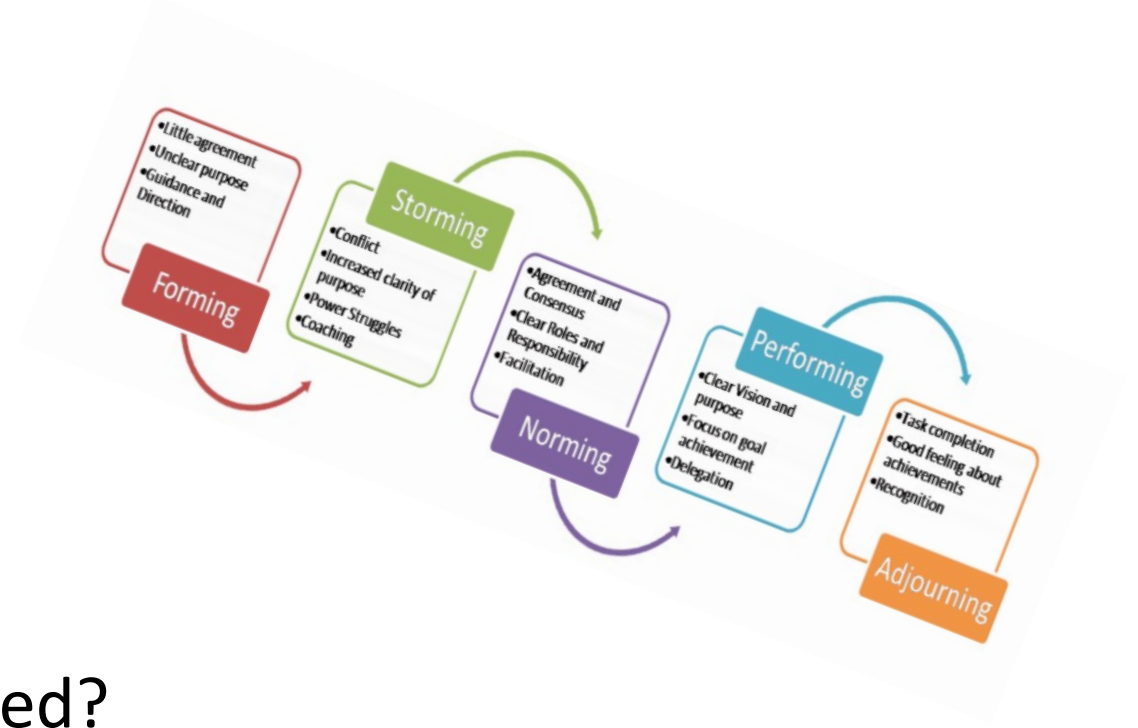 •Little agreement
•Unclear purpose
•Guidance and
Direction
Forming
Storming
•Conflict
•Increased clarity of
purpose
•Power Struggles
•Coaching
•Agreement and
Consensus
•Clear Roles and
Responsibility
•Facilitation
Norming
Performing
•Clear Vision and
purpose
•Focus on goal
achievement
•Delegation
•Task completion
•Good feeling about
achievements
•Recognition
Adjourning
ed?